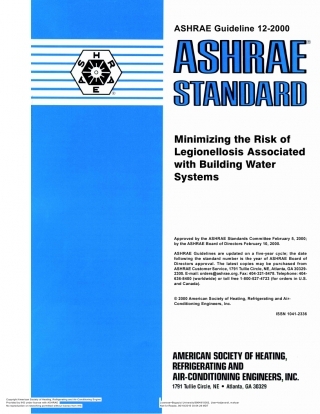 ASHRAE Guideline 12-2000
ASHRAE®
STANDARD
ASHRAE
®
Minimizing the Risk of
Legionellosis Associated
with Building Water
Systems
Approved by the ASHRAE Standards Committee February 5, 2000;
by the ASHRAE Board of Directors February 10, 2000.
ASHRAE Guidelines are updated on a five-year cycle; the date
following the standard number is the year of ASHRAE Board of
Directors approval. The latest copies may be purchased from
ASHRAE Customer Service, 1791 Tullie Circle, NE, Atlanta, GA 30329-
2305. E-mail: orders@ashrae.org. Fax: 404-321-5478. Telephone: 404-
636-8400 (worldwide) or toll free 1-800-527-4723 (for orders in U.S.
and Canada).
© 2000 American Society of Heating, Refrigerating and Air-
Conditioning Engineers, Inc.
ISSN 1041-2336
AMERICAN SOCIETY OF HEATING,
REFRIGERATING AND
AIR-CONDITIONING ENGINEERS, INC.
1791 Tullie Circle, NE • Atlanta, GA 30329